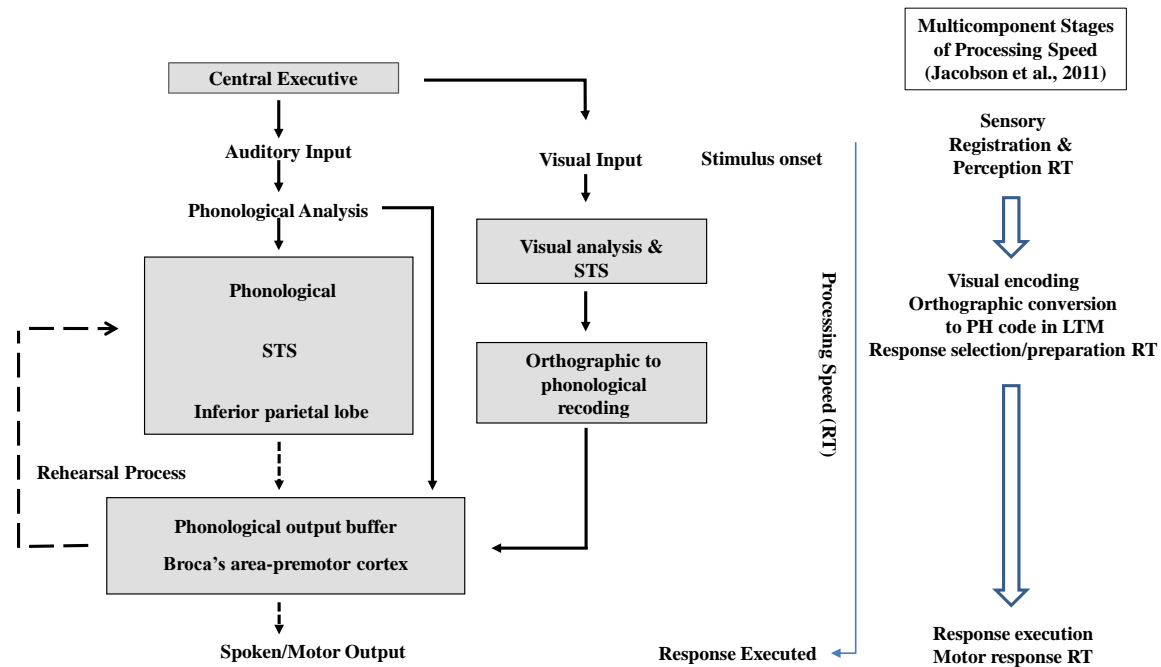 Multicomponent Stages
of Processing Speed
(Jacobson et al., 2011)
Central Executive
Auditory Input
Visual Input
Stimulus onset
Sensory
Registration &
Perception RT
Phonological Analysis
Visual analysis &
STS
Phonological
STS
Inferior parietal lobe
Orthographic to
phonological
recoding
Processing Speed (RT)
Visual encoding
Orthographic conversion
to PH code in LTM
Response selection/preparation RT
Rehearsal Process
Phonological output buffer
Broca's area-premotor cortex
Spoken/Motor Output
Response Executed
Response execution
Motor response RT